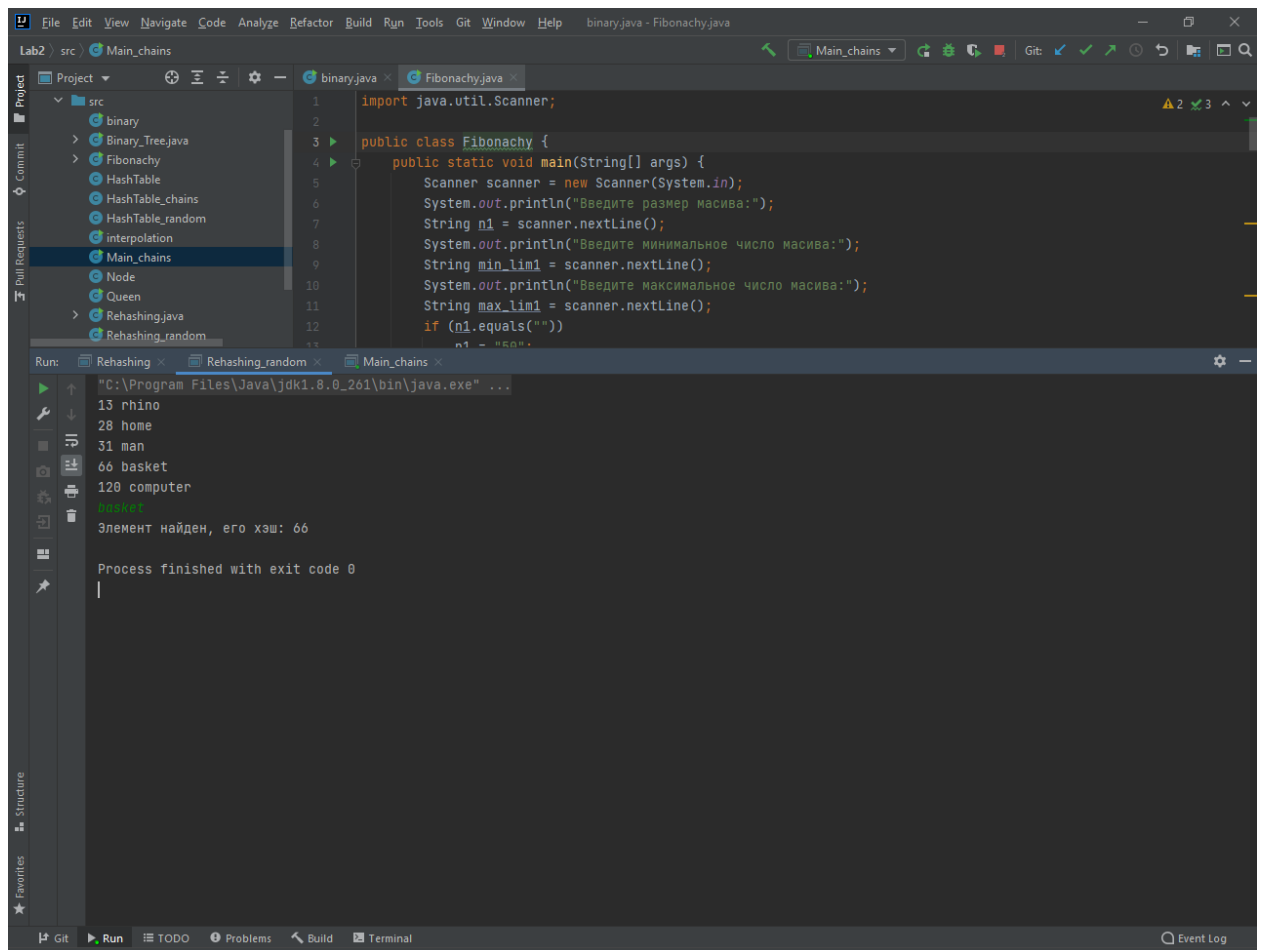 File Edit View Navigate Code Analyze Refactor Build Run Tools Git Window Help binary.java - Fibonachy.java
Lab2 src Main_chains
Main_chains Git:
Project
binary.java
Fibonachy.java
Project
Commit
Pull Requests
src
binary
Binary_Tree.java
Fibonachy
HashTable
HashTable_chains
HashTable_random
interpolation
Main_chains
Node
Queen
Rehashing.java
Rehashing_random
2 3
1 import java.util.Scanner;
2
3 public class Fibonachy {
4 public static void main(String[] args) {
5 Scanner scanner = new Scanner(System.in);
6 System.out.println("Введите размер масива:");
7 String n1 = scanner.nextLine();
8 System.out.println("Введите минимальное число масива:");
9 String min_lim1 = scanner.nextLine();
10 System.out.println("Введите максимальное число масива:");
11 String max_lim1 = scanner.nextLine();
12 if (n1.equals(""))
13 n1 = "50";
Run: Rehashing Rehashing_random Main_chains
"C:\Program Files\Java\jdk1.8.0_261\bin\java.exe" ...
13 rhino
28 home
31 man
66 basket
120 computer
basket
Элемент найден, его хэш: 66
Process finished with exit code 0
Structure
Favorites
Git Run TODO Problems Build Terminal Event Log